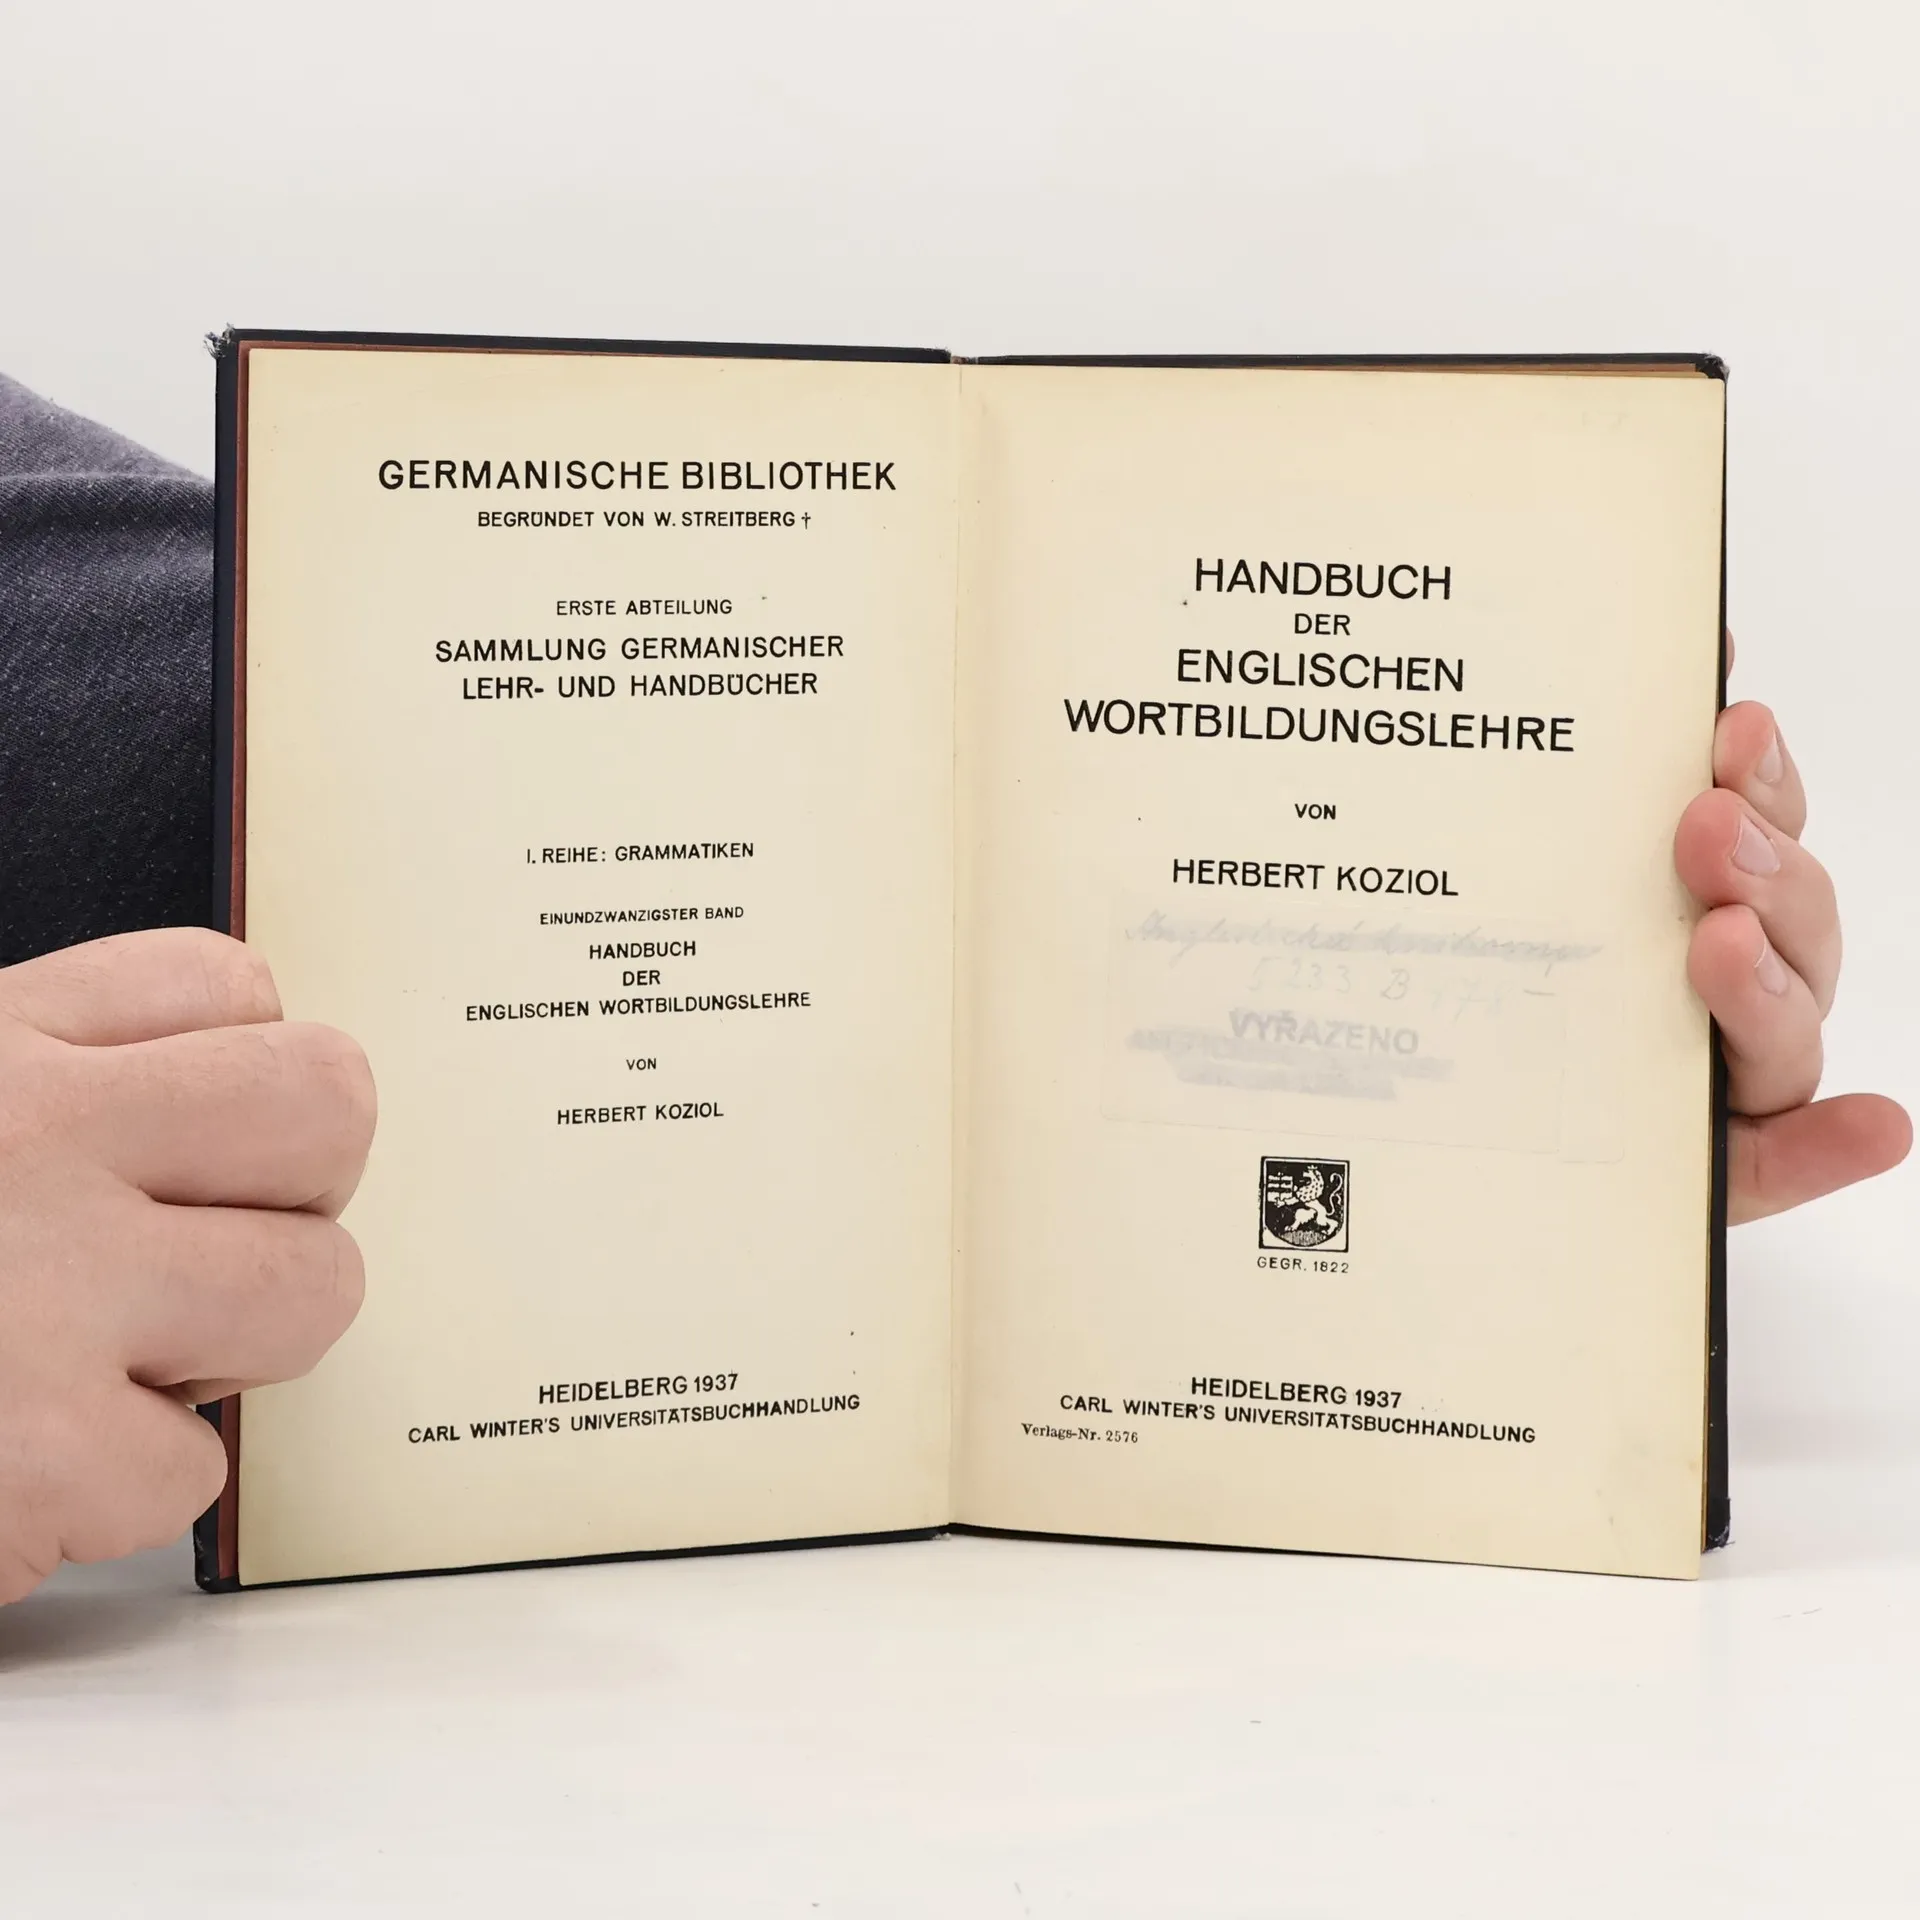 GERMANISCHE BIBLIOTHEK
BEGRÜNDET VON W. STREITBERG †
ERSTE ABTEILUNG
SAMMLUNG GERMANISCHER
LEHR- UND HANDBÜCHER
I. REIHE: GRAMMATIKEN
EINUNDZWANZIGSTER BAND
HANDBUCH
DER
ENGLISCHEN WORTBILDUNGSLEHRE
VON
HERBERT KOZIOL
HEIDELBERG 1937
CARL WINTER'S UNIVERSITÄTSBUCHHANDLUNG
HANDBUCH
DER
ENGLISCHEN
WORTBILDUNGSLEHRE
VON
HERBERT KOZIOL
5233 B
VYŘAZENO
GEGR. 1822
HEIDELBERG 1937
CARL WINTER'S UNIVERSITÄTSBUCHHANDLUNG
Verlags-Nr. 2576